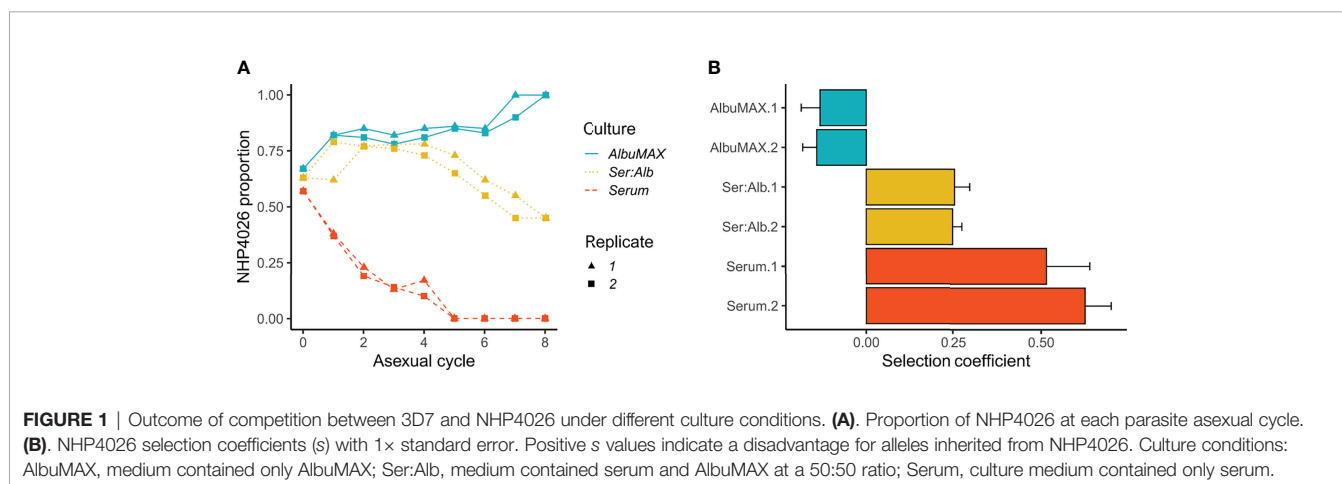 A
B
1.00
0.75
0.50
0.25
0.00
NHP4026 proportion
0 2 4 6 8
Asexual cycle
Culture
AlbuMAX
Ser:Alb
Serum
Replicate
1
2
AlbuMAX.1
AlbuMAX.2
Ser:Alb.1
Ser:Alb.2
Serum.1
Serum.2
0.00 0.25 0.50
Selection coefficient
FIGURE 1 | Outcome of competition between 3D7 and NHP4026 under different culture conditions. (A). Proportion of NHP4026 at each parasite asexual cycle.
(B). NHP4026 selection coefficients (s) with 1× standard error. Positive s values indicate a disadvantage for alleles inherited from NHP4026. Culture conditions:
AlbuMAX, medium contained only AlbuMAX; Ser:Alb, medium contained serum and AlbuMAX at a 50:50 ratio; Serum, culture medium contained only serum.